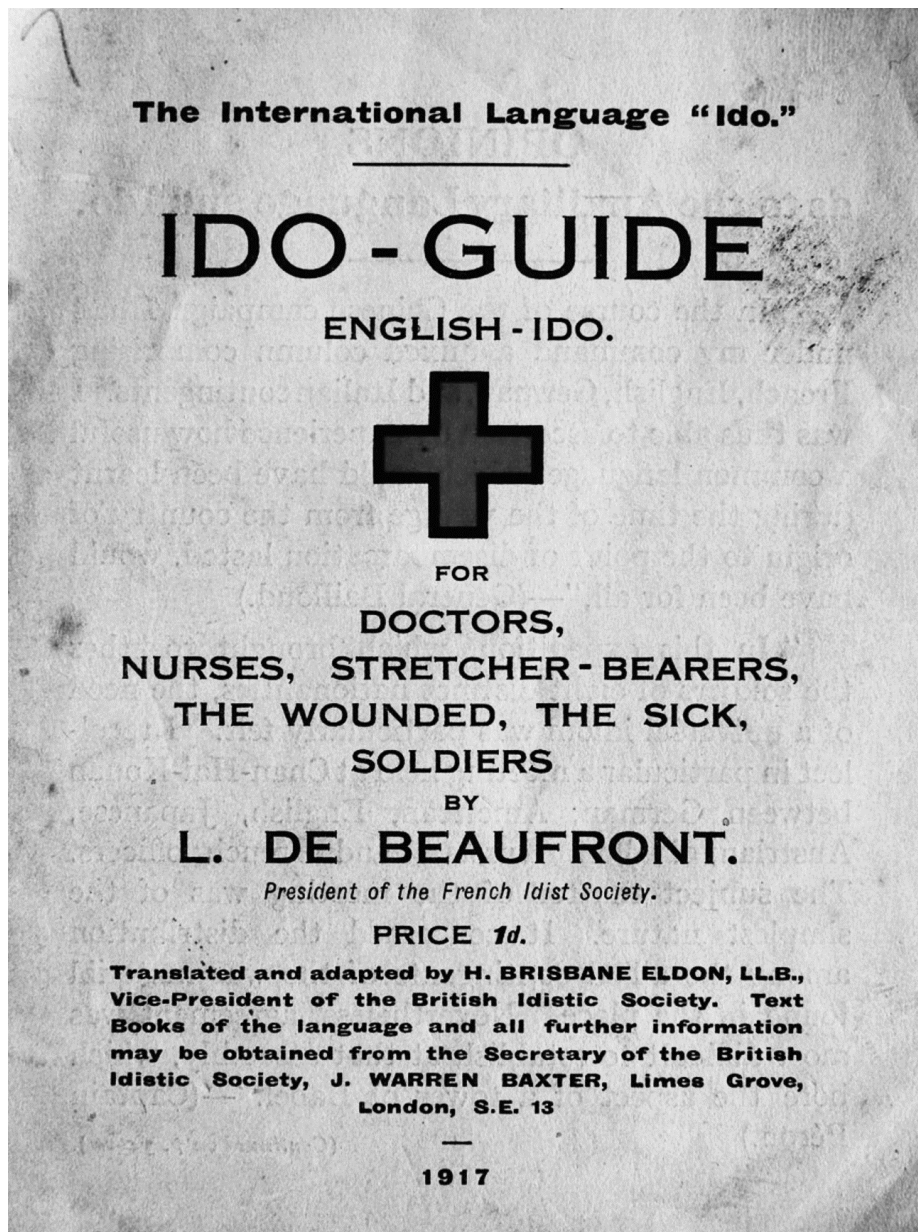 The International Language “Ido.”
IDO - GUIDE
ENGLISH - IDO.
FOR
DOCTORS,
NURSES, STRETCHER - BEARERS,
THE WOUNDED, THE SICK,
SOLDIERS
BY
L. DE BEAUFRONT.
President of the French Idist Society.
PRICE 1d.
Translated and adapted by H. BRISBANE ELDON, LL.B.,
Vice-President of the British Idistic Society. Text
Books of the language and all further information
may be obtained from the Secretary of the British
Idistic Society, J. WARREN BAXTER, Limes Grove,
London, S.E. 13
1917